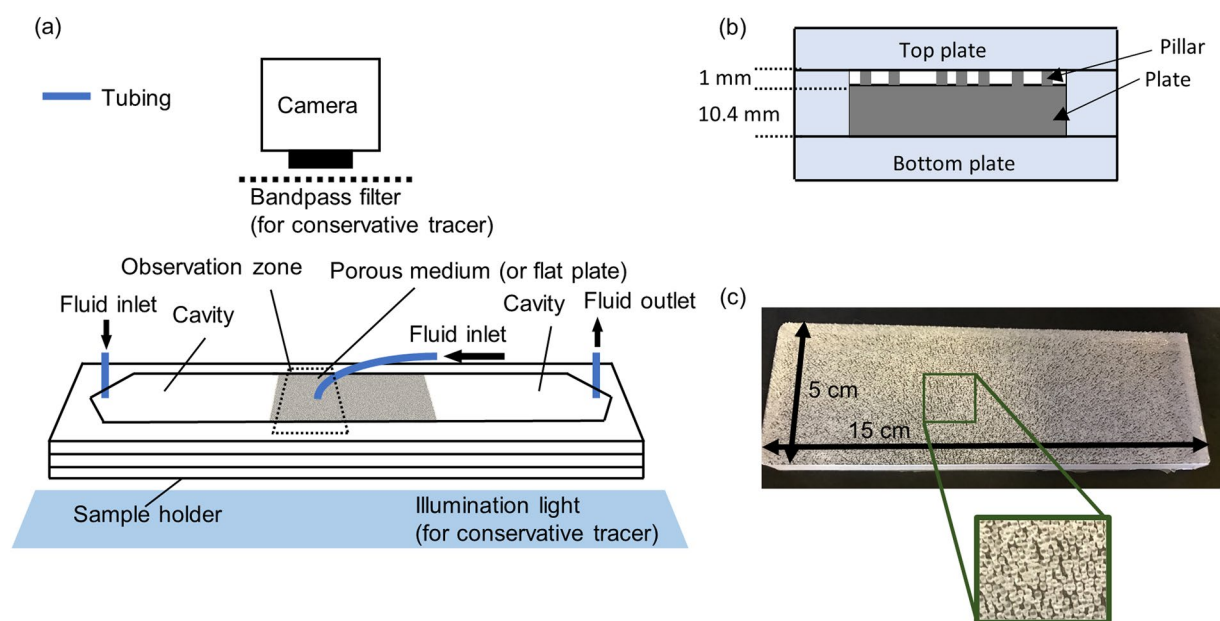 (a)
Tubing
Camera
Bandpass filter
(for conservative tracer)
Observation zone
Porous medium (or flat plate)
Fluid inlet
Cavity
Fluid inlet
Cavity
Fluid outlet
Sample holder
Illumination light
(for conservative tracer)
(b)
Top plate
Pillar
1 mm
Plate
10.4 mm
Bottom plate
(c)
5 cm
15 cm